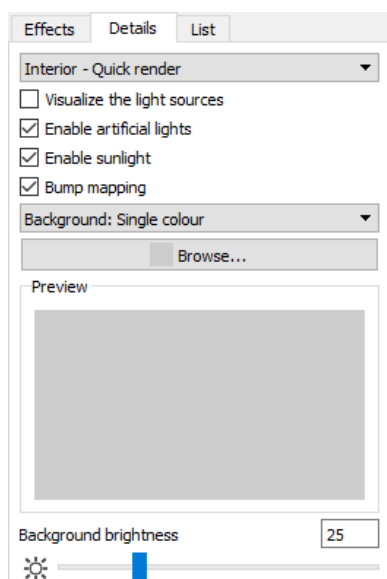 Effects Details List
Interior - Quick render
Visualize the light sources
Enable artificial lights
Enable sunlight
Bump mapping
Background: Single colour
Browse...
Preview
Background brightness 25